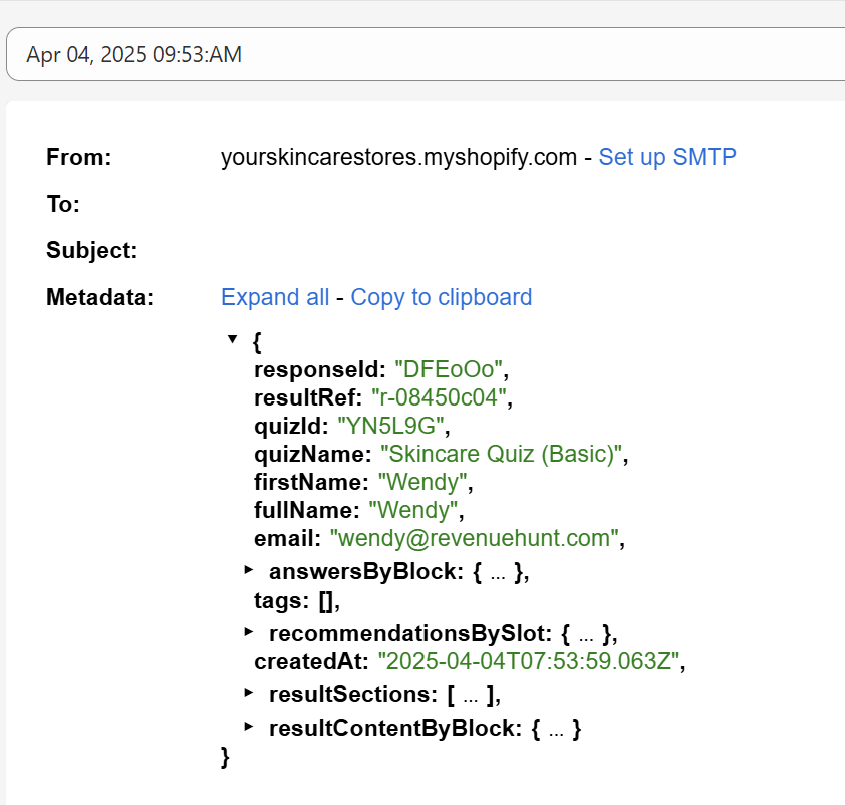 Apr 04, 2025 09:53:AM
From: yourskincarestores.myshopify.com - Set up SMTP
To:
Subject:
Metadata: Expand all - Copy to clipboard
▼ {
responseId: "DFEoOo",
resultRef: "r-08450c04",
quizId: "YN5L9G",
quizName: "Skincare Quiz (Basic)",
firstName: "Wendy",
fullName: "Wendy",
email: "wendy@revenuehunt.com",
► answersByBlock: { ... },
tags: [],
► recommendationsBySlot: { ... },
createdAt: "2025-04-04T07:53:59.063Z",
► resultSections: [ ... ],
► resultContentByBlock: { ... }
}